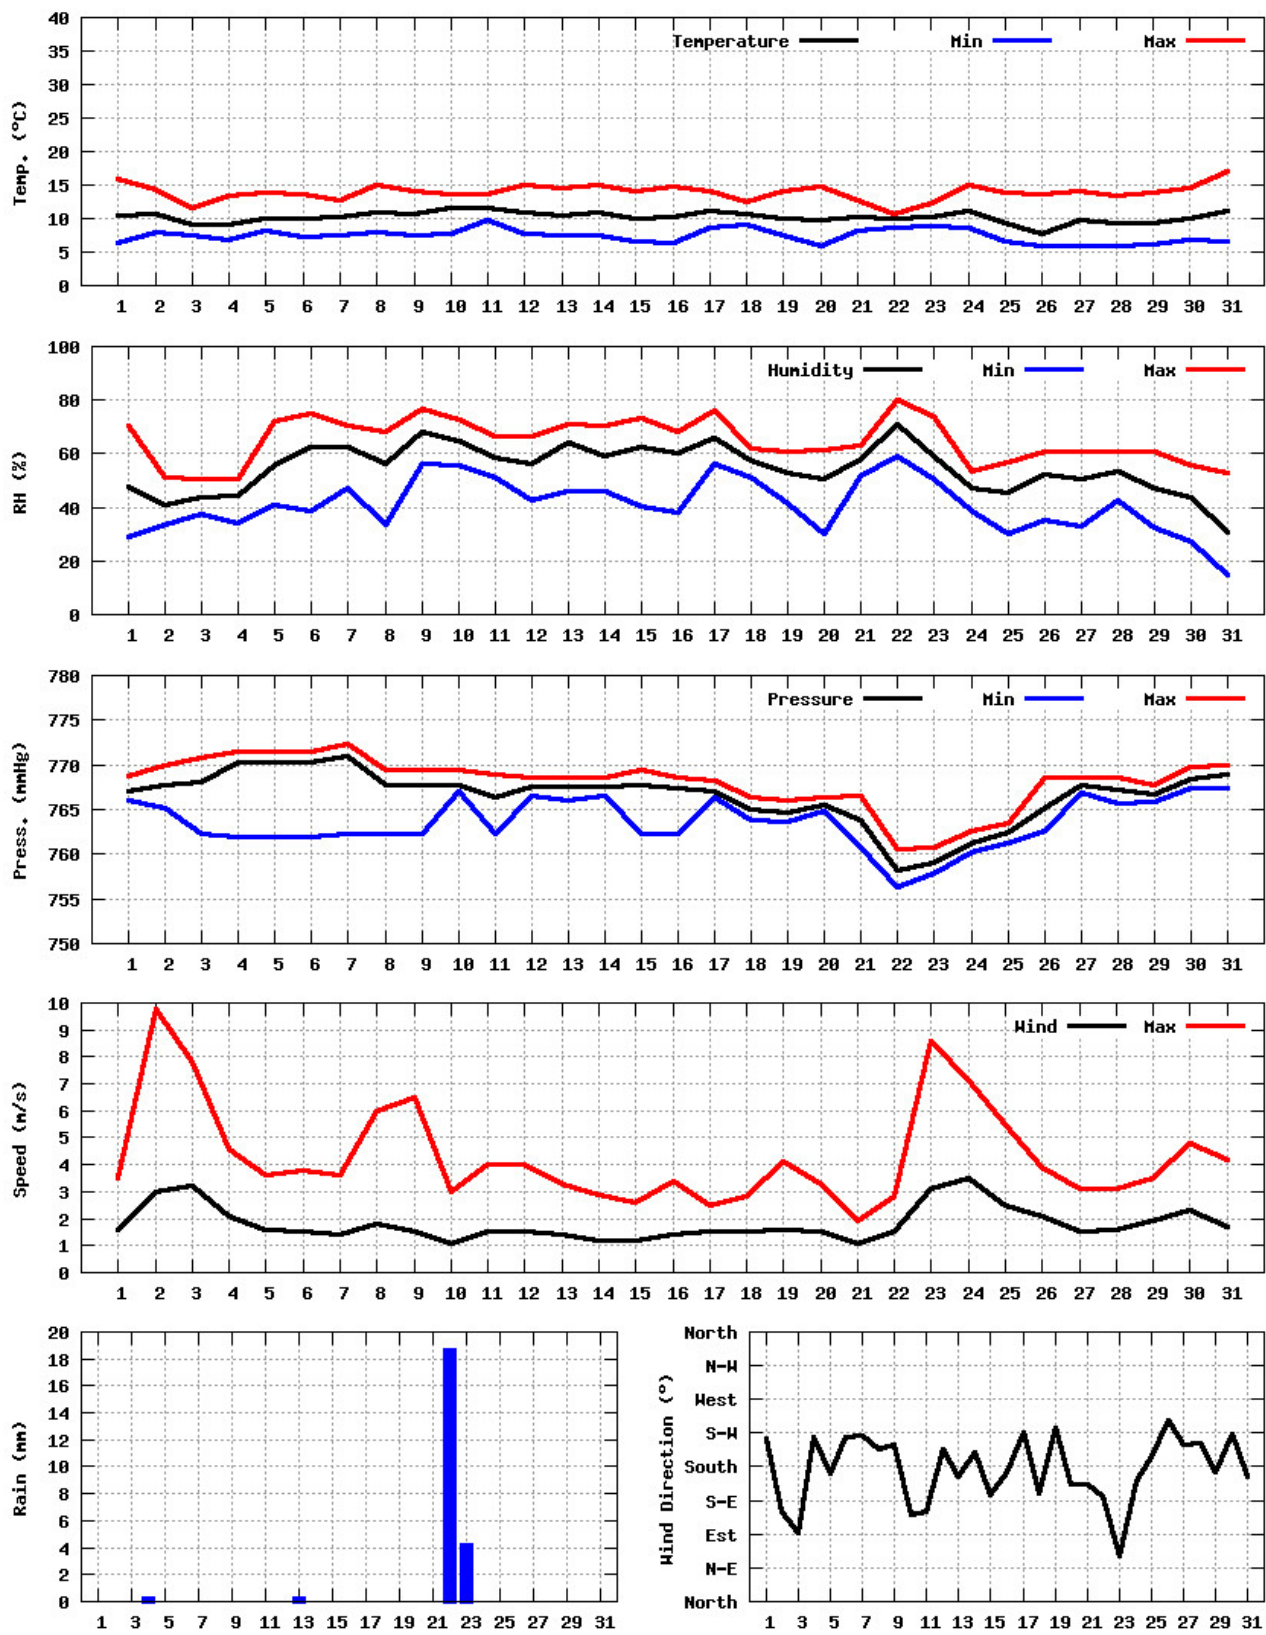 Temperature Min Max
Temp. (°C)
40
35
30
25
20
15
10
5
0
1 2 3 4 5 6 7 8 9 10 11 12 13 14 15 16 17 18 19 20 21 22 23 24 25 26 27 28 29 30 31
Humidity Min Max
RH (%)
100
80
60
40
20
0
1 2 3 4 5 6 7 8 9 10 11 12 13 14 15 16 17 18 19 20 21 22 23 24 25 26 27 28 29 30 31
Pressure Min Max
Press. (mmHg)
780
775
770
765
760
755
750
1 2 3 4 5 6 7 8 9 10 11 12 13 14 15 16 17 18 19 20 21 22 23 24 25 26 27 28 29 30 31
Wind Max
Speed (m/s)
10
9
8
7
6
5
4
3
2
1
0
1 2 3 4 5 6 7 8 9 10 11 12 13 14 15 16 17 18 19 20 21 22 23 24 25 26 27 28 29 30 31
Rain (mm)
20
18
16
14
12
10
8
6
4
2
0
1 3 5 7 9 11 13 15 17 19 21 23 25 27 29 31
Wind Direction (°)
North
N-W
West
S-W
South
S-E
Est
N-E
North
1 3 5 7 9 11 13 15 17 19 21 23 25 27 29 31